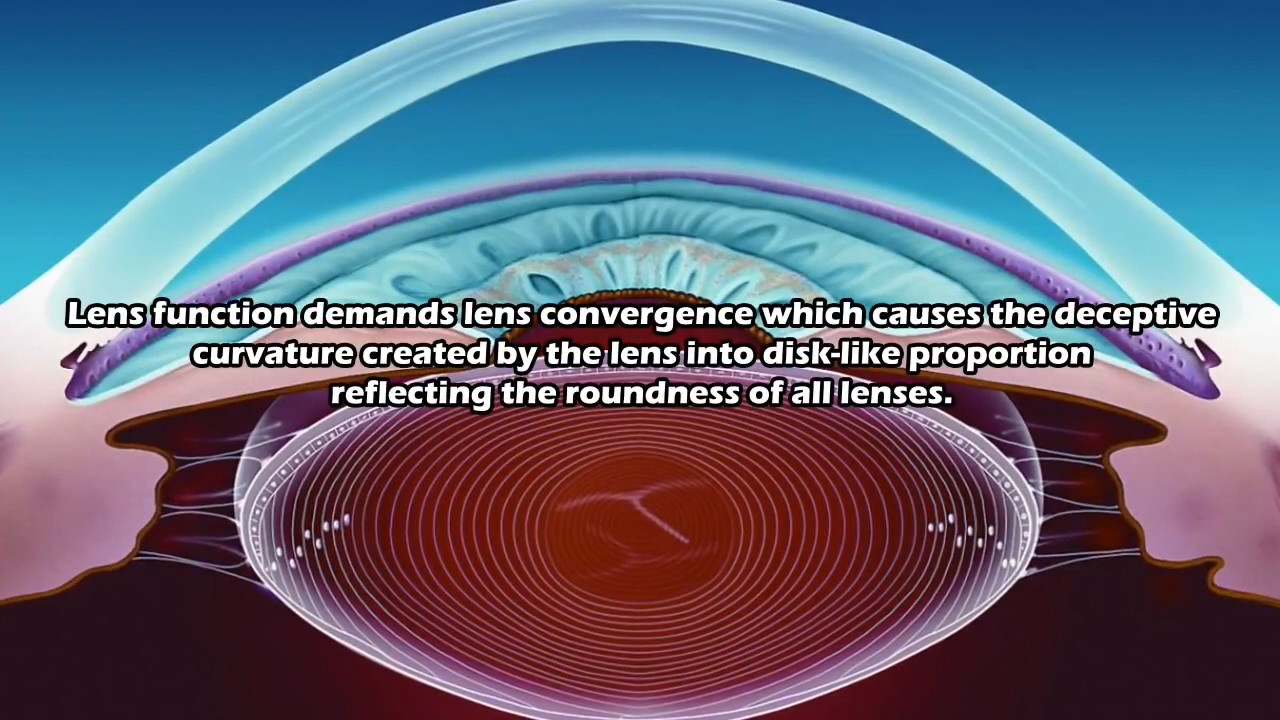 Lens function demands lens convergence which causes the deceptive
curvature created by the lens into disk-like proportion
reflecting the roundness of all lenses.